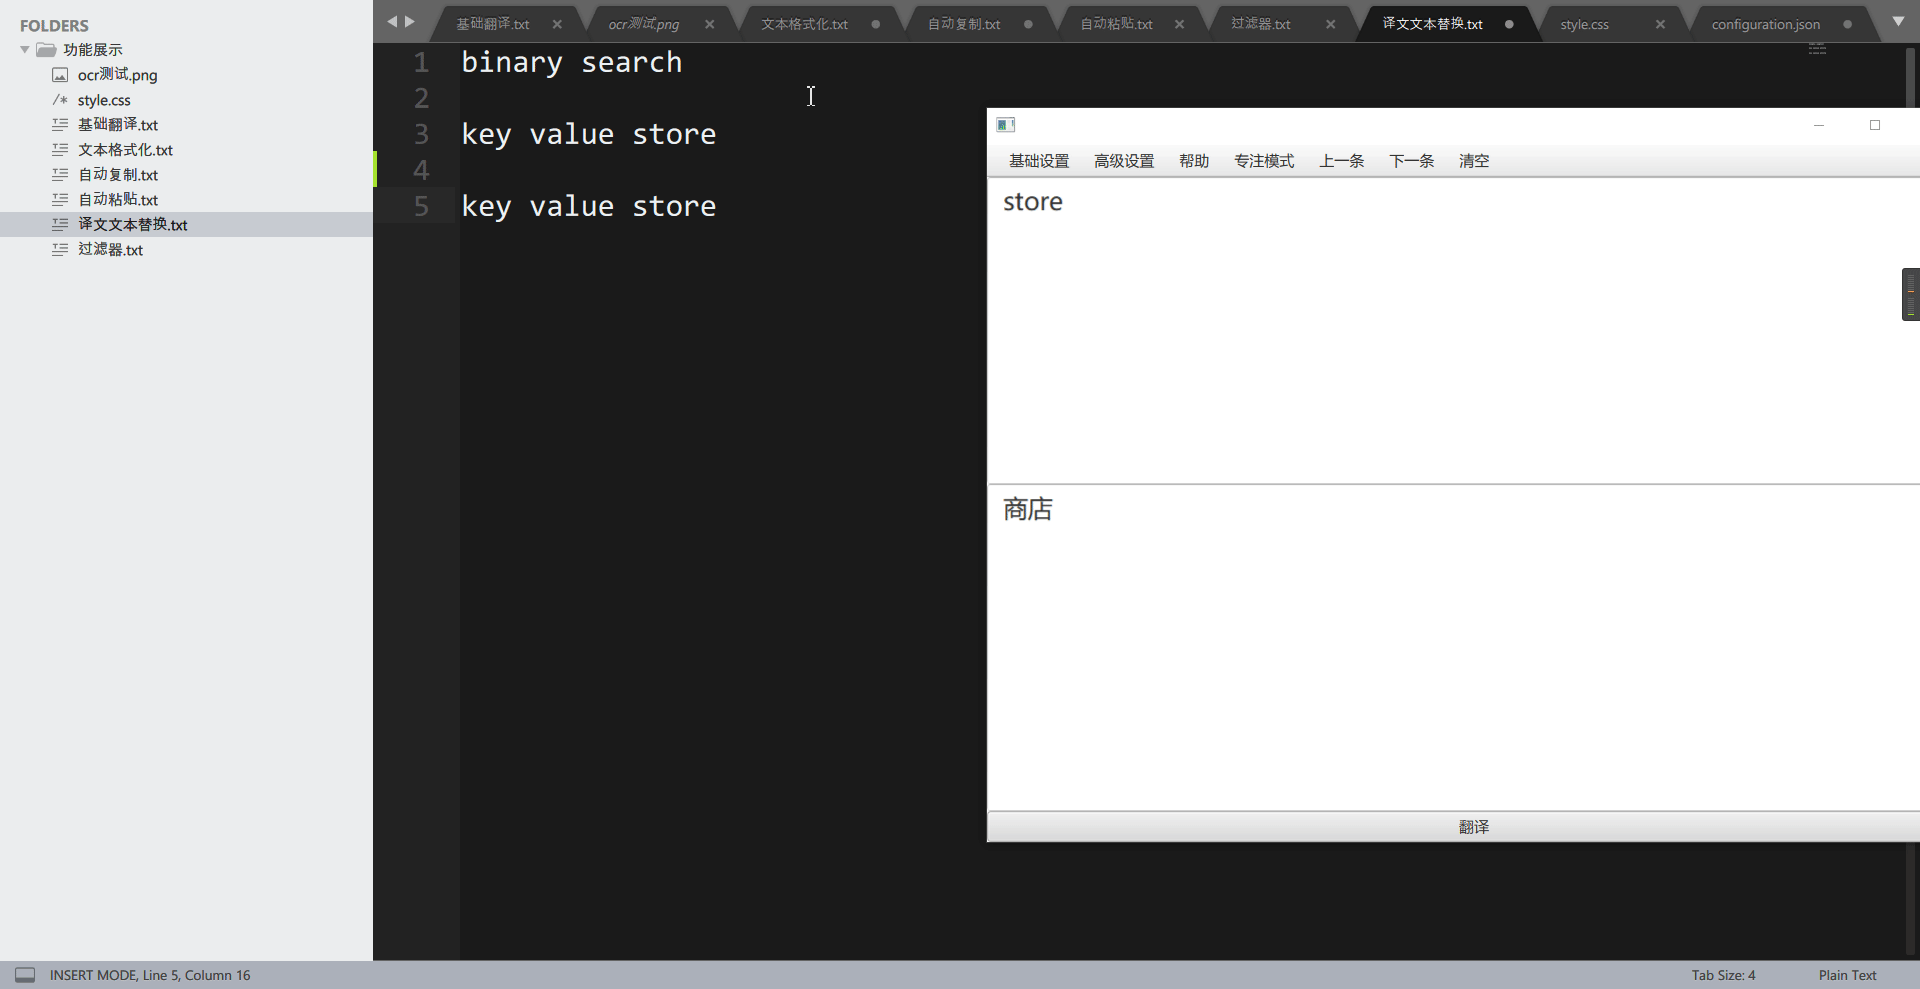 FOLDERS
功能展示
ocr测试.png
/* style.css
基础翻译.txt
文本格式化.txt
自动复制.txt
自动粘贴.txt
译文文本替换.txt
过滤器.txt
基础翻译.txt
ocr测试.png
文本格式化.txt
自动复制.txt
自动粘贴.txt
过滤器.txt
译文文本替换.txt
style.css
configuration.json
1 binary search
2
3 key value store
4
5 key value store
基础设置 高级设置 帮助 专注模式 上一条 下一条 清空
store
商店
翻译
INSERT MODE, Line 5, Column 16
Tab Size: 4
Plain Text